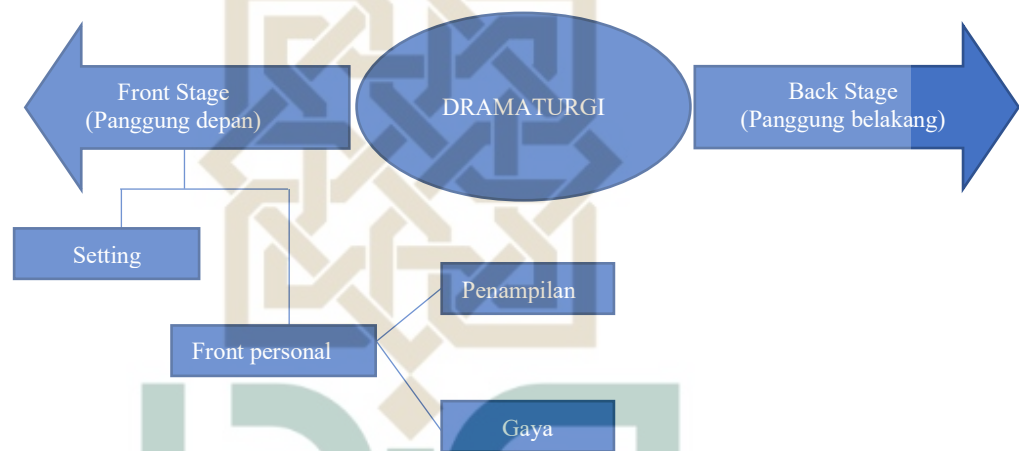 Front Stage
(Panggung depan)
DRAMATURGI
Back Stage
(Panggung belakang)
Setting
Penampilan
Front personal
Gaya